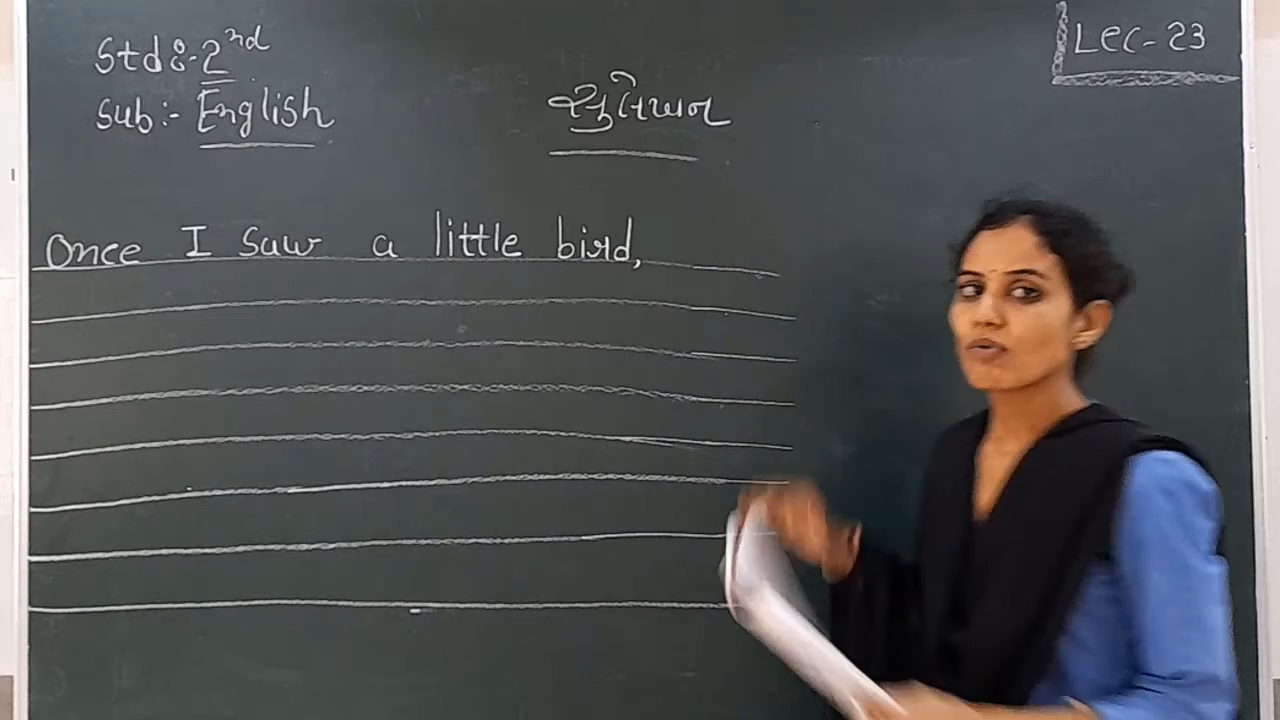 Std:- 2nd
Lec-23
Sub:- English
Once I saw a little bird,